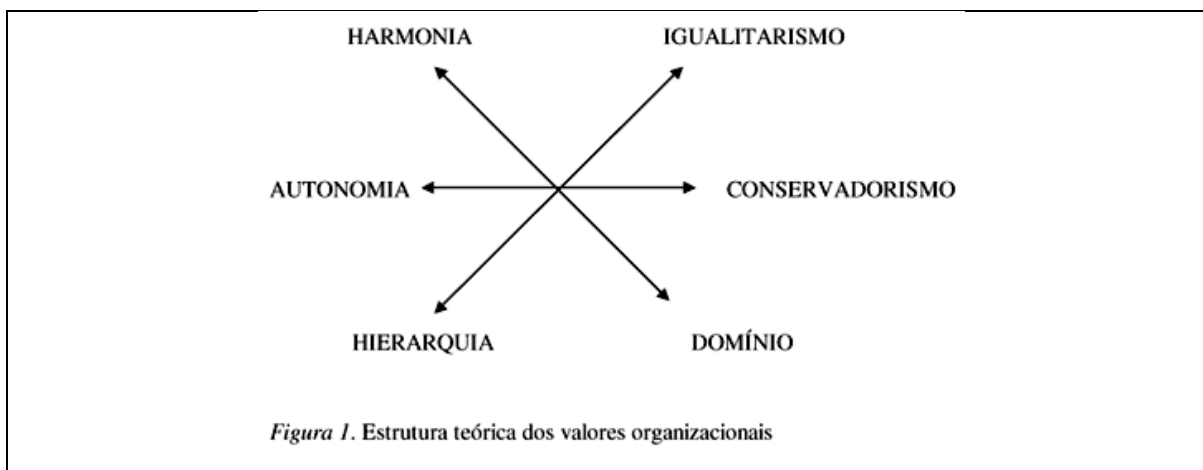 HARMONIA IGUALITARISMO
AUTONOMIA CONSERVADORISMO
HIERARQUIA DOMÍNIO
Figura 1. Estrutura teórica dos valores organizacionais